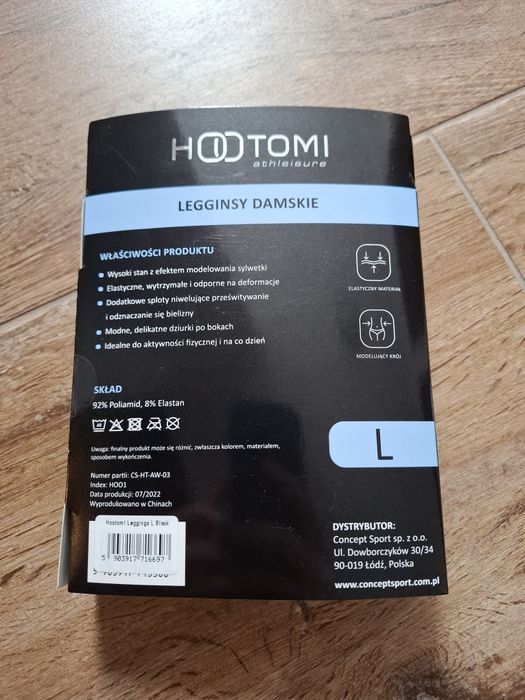 HOOTOMI
athleisure
LEGGINSY DAMSKIE
WŁAŚCIWOŚCI PRODUKTU
Wysoki stan z efektem modelowania sylwetki
Elastyczne, wytrzymałe i odporne na deformacje
Dodatkowe sploty niwelujące prześwitywanie
i odznaczanie się bielizny
Modne, delikatne dziurki po bokach
Idealne do aktywności fizycznej i na co dzień
ELASTYCZNY MATERIAŁ
MODELUJĄCY KRÓJ
SKŁAD
92% Poliamid, 8% Elastan
Uwaga: finalny produkt może się różnić, zwłaszcza kolorem, materiałem,
sposobem wykończenia.
L
Numer partii: CS-HT-AW-03
Index: HOO1
Data produkcji: 07/2022
Wyprodukowano w Chinach
Hootomi Leggings L Black
5 903917 716697
DYSTRYBUTOR:
Concept Sport sp. z o.o.
Ul. Dowborczyków 30/34
90-019 Łódź, Polska
www.conceptsport.com.pl